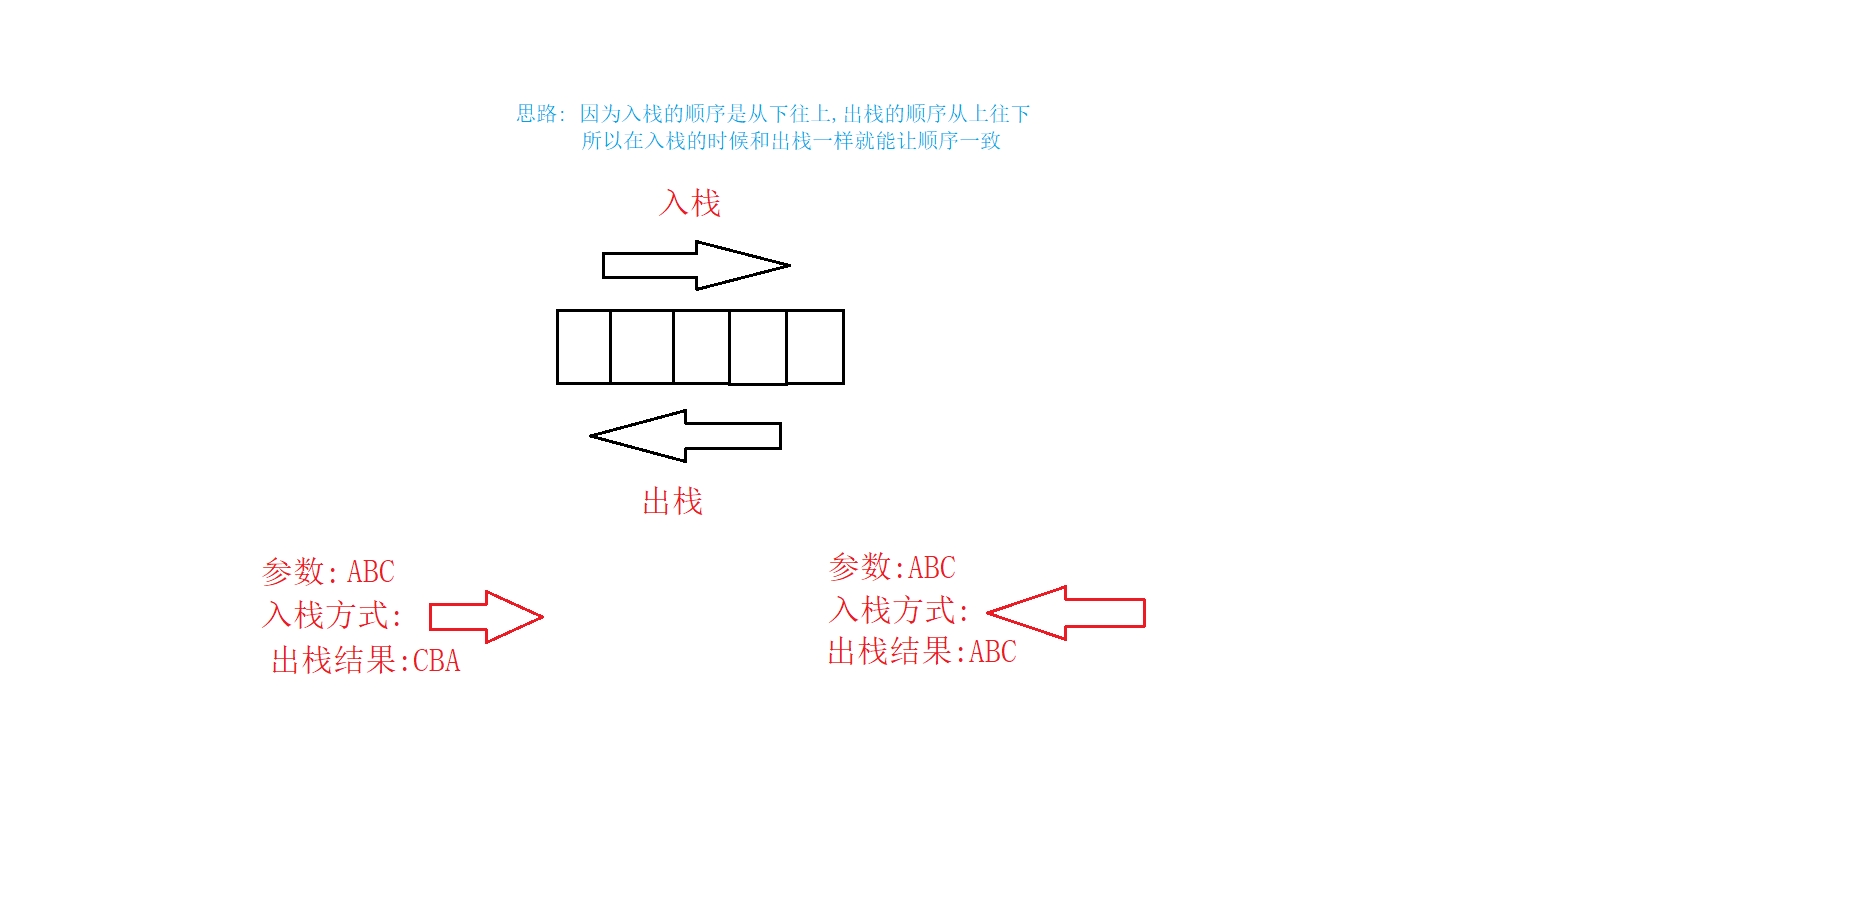 思路: 因为入栈的顺序是从下往上,出栈的顺序从上往下
所以在入栈的时候和出栈一样就能让顺序一致
入栈
出栈
参数: ABC
入栈方式:
出栈结果:CBA
参数:ABC
入栈方式:
出栈结果:ABC